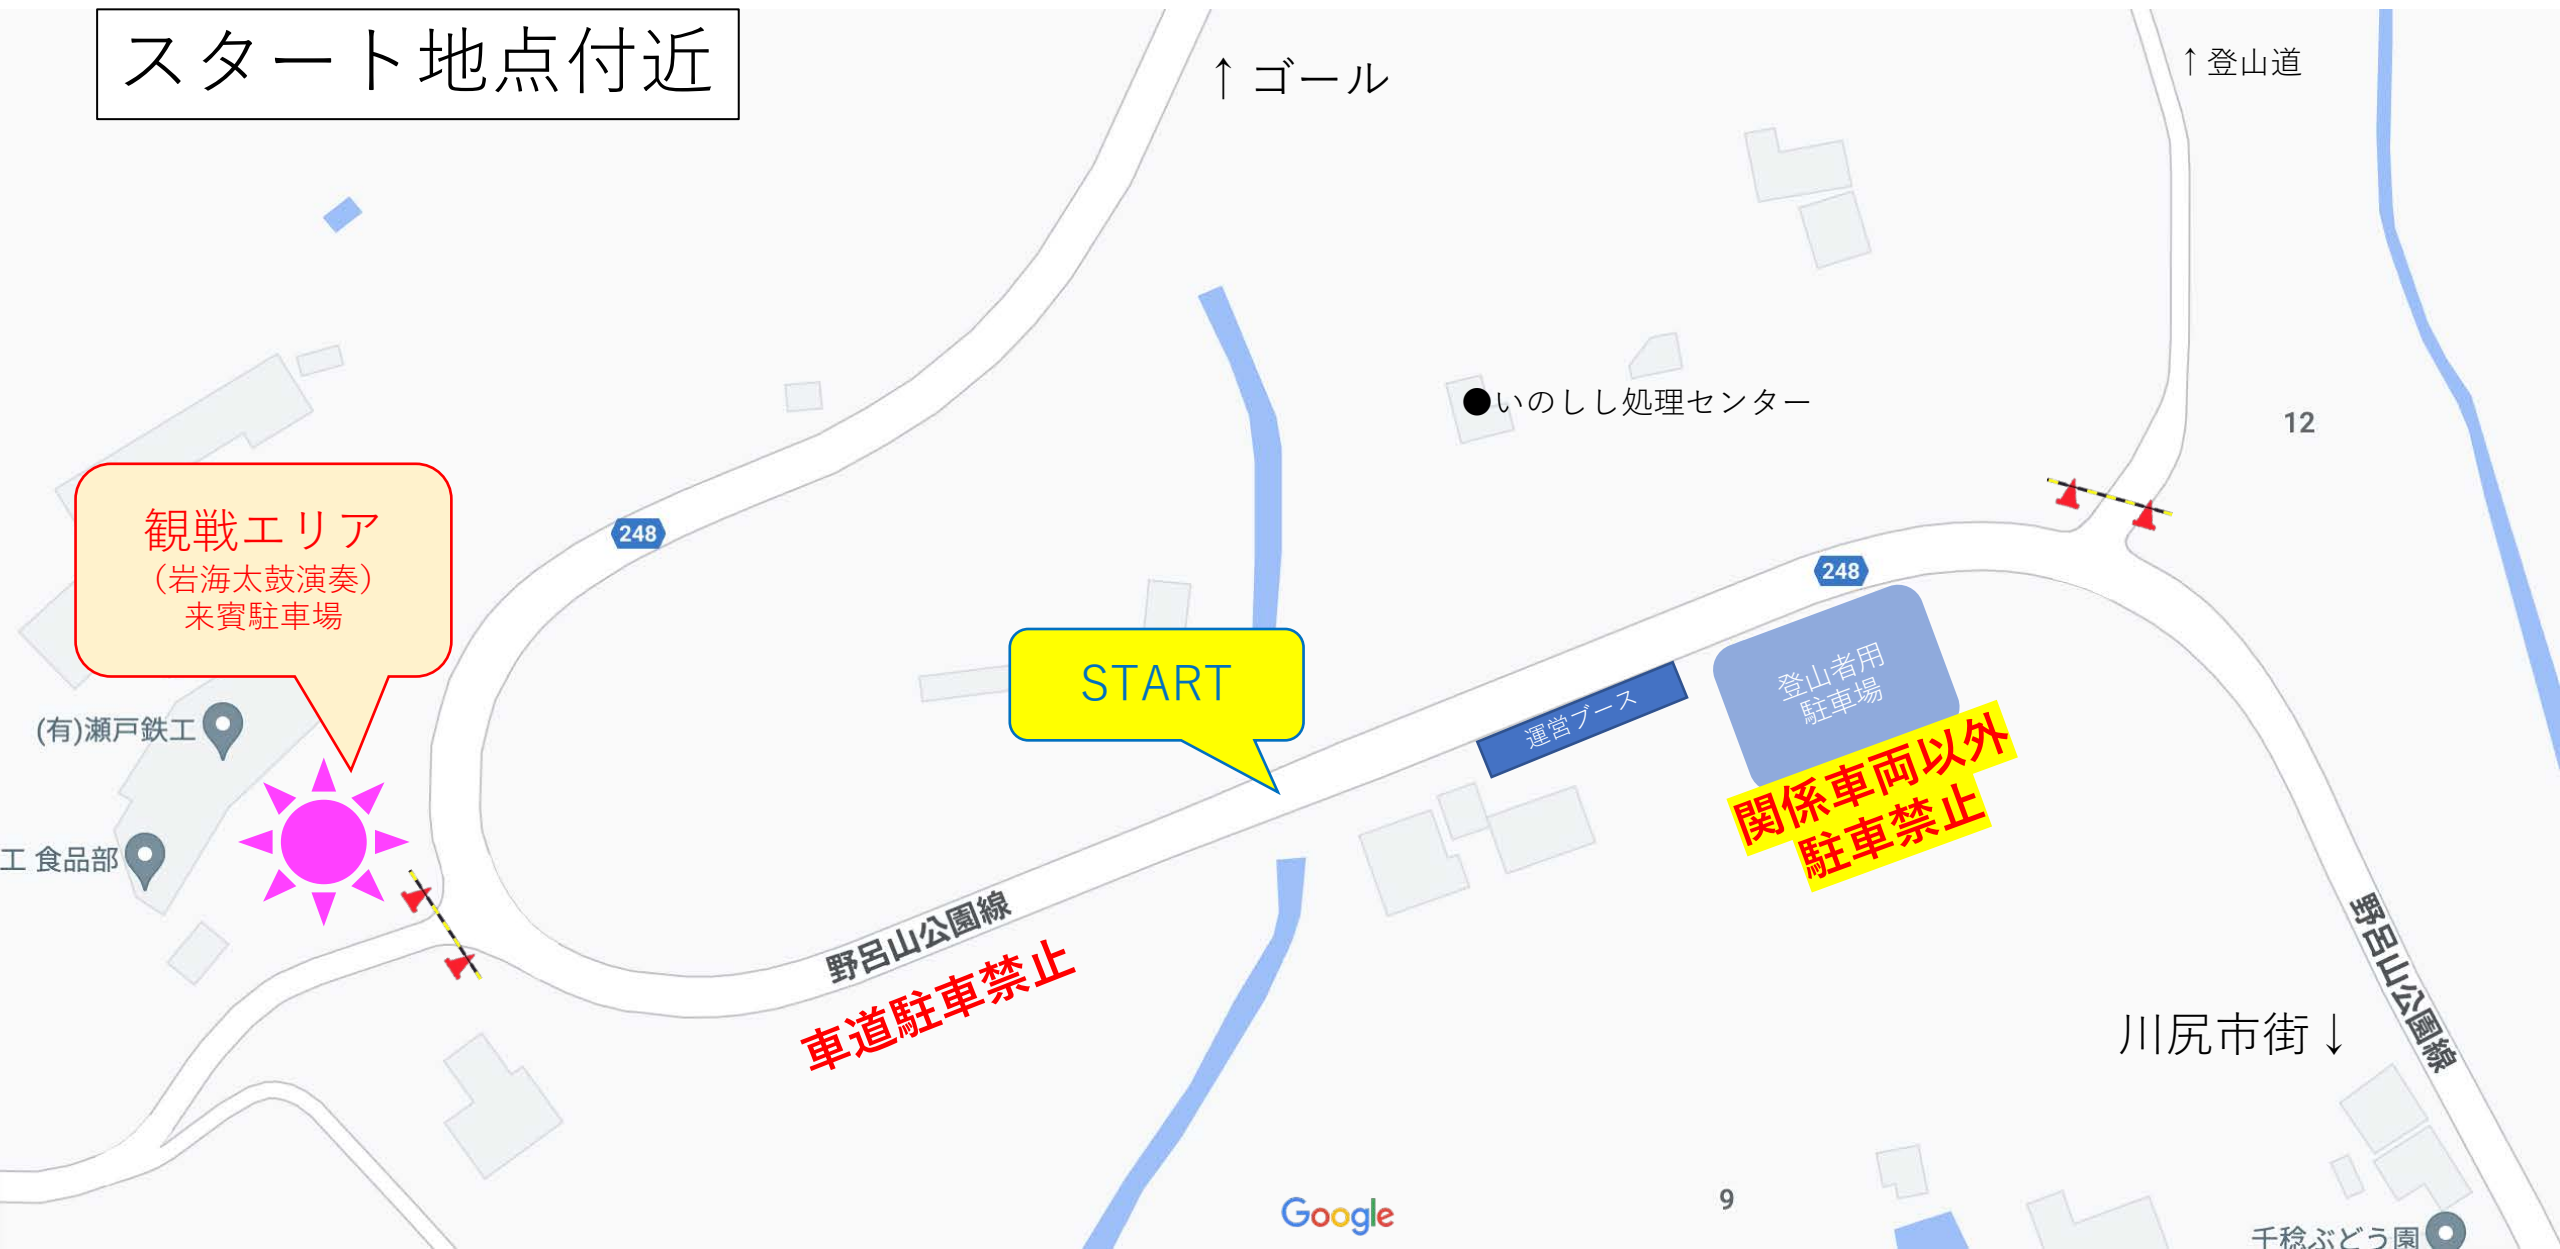 スタート地点付近
↑ ゴール
↑ 登山道
●いのしし処理センター
12
観戦エリア
（岩海太鼓演奏）
来賓駐車場
248
248
START
運営ブース
登山者用
駐車場
関係車両以外
駐車禁止
(有)瀬戸鉄工
工 食品部
野呂山公園線
車道駐車禁止
野呂山公園線
川尻市街↓
Google
9
千稔ぶどう園